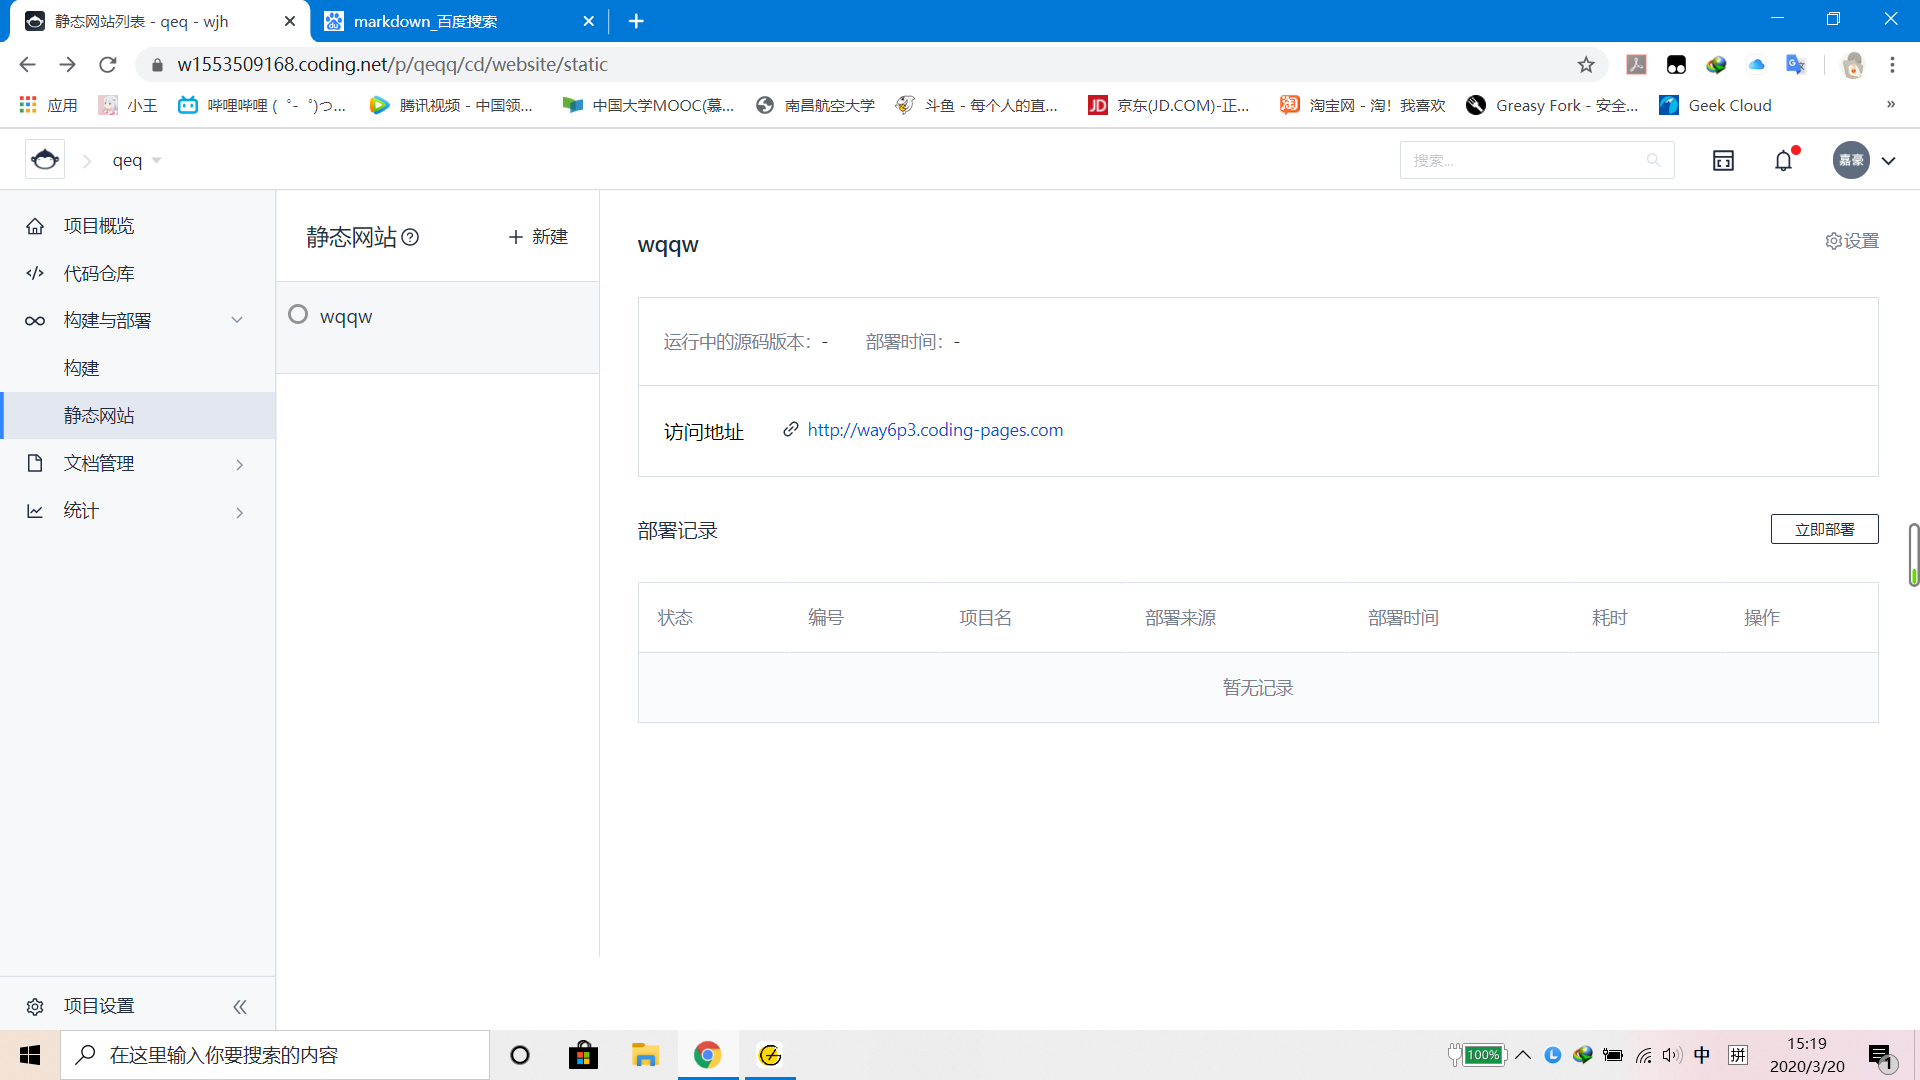 静态网站列表 - qeq - wjh
markdown_百度搜索
w1553509168.coding.net/p/qeqq/cd/website/static
应用
小王
哔哩哔哩 ( ゜- ゜)つ...
腾讯视频 - 中国领...
中国大学MOOC(慕...
南昌航空大学
斗鱼 - 每个人的直...
京东(JD.COM)-正...
淘宝网 - 淘！我喜欢
Greasy Fork - 安全...
Geek Cloud
»
qeq
搜索...
嘉豪
项目概览
代码仓库
构建与部署
构建
静态网站
文档管理
统计
项目设置
静态网站
新建
wqqw
wqqw
设置
运行中的源码版本： -
部署时间： -
访问地址
http://way6p3.coding-pages.com
部署记录
立即部署
状态 编号 项目名 部署来源 部署时间 耗时 操作
暂无记录
在这里输入你要搜索的内容
100%
中
拼
15:19
2020/3/20
1